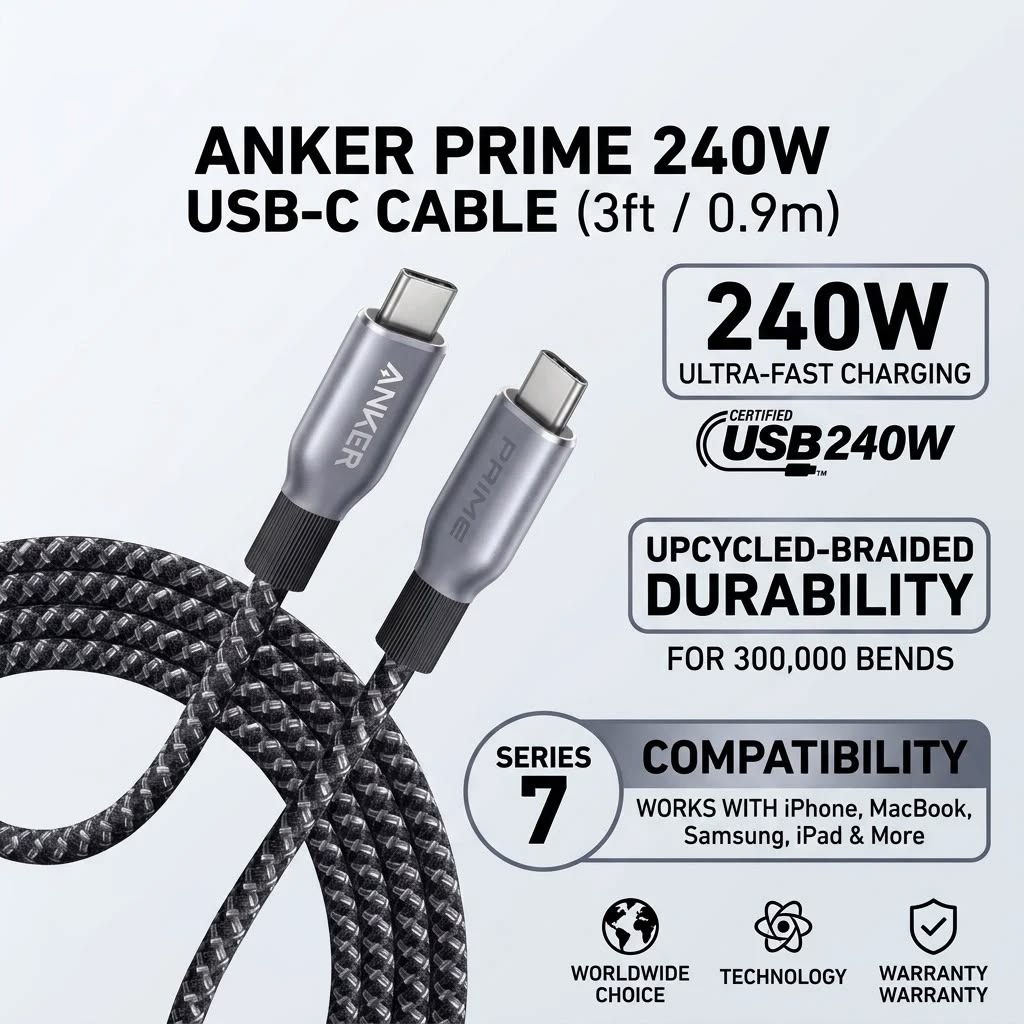 ANKER PRIME 240W
USB-C CABLE (3ft / 0.9m)
ANKER
PRIME
240W
ULTRA-FAST CHARGING
CERTIFIED
USB 240W
™
UPCYCLED-BRAIDED
DURABILITY
FOR 300,000 BENDS
SERIES
7
COMPATIBILITY
WORKS WITH iPhone, MacBook,
Samsung, iPad & More
WORLDWIDE
CHOICE
TECHNOLOGY
WARRANTY
WARRANTY